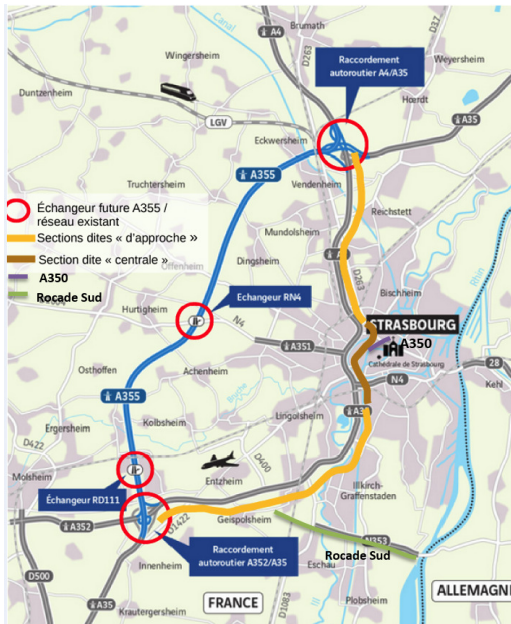 Canal
A4
Brumath
D263
D37
Weyersheim
Wingersheim
Raccordement
autoroutier A4/A35
Duntzenheim
Hœrdt
LGV
A35
Eckwersheim
A355
Vendenheim
Truchtersheim
Reichstett
Échangeur future A355 /
réseau existant
Sections dites « d'approche »
Mundolsheim
Dingsheim
D263
Section dite « centrale »
Offenheim
Bischheim
Rhin
A350
Rocade Sud
Echangeur RN4
Hurtigheim
N4
STRASBOURG
A350
A351
Cathédrale de Strasbourg
28
Kehl
Osthoffen
Achenheim
N4
A355
Bruche
Lingolsheim
Ergersheim
Kolbsheim
D422
D400
Molsheim
Entzheim
Illkirch-
Graffenstaden
Échangeur RD111
D1422
Geispolsheim
A352
Rocade Sud
N353
Raccordement
autoroutier A352/A35
Innenheim
Eschau
D500
A35
FRANCE
Ill
Plobsheim
ALLEMAGNE
Krautergersheim
D1083